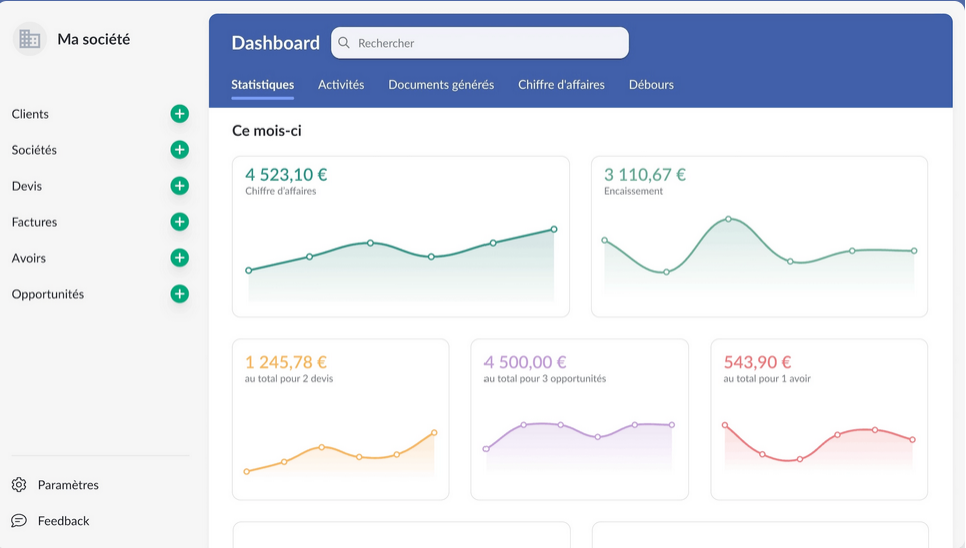 Ma société
Clients
Sociétés
Devis
Factures
Avoirs
Opportunités
Paramètres
Feedback
Dashboard
Rechercher
Statistiques Activités Documents générés Chiffre d'affaires Débours
Ce mois-ci
4 523,10 €
Chiffre d'affaires
3 110,67 €
Encaissement
1 245,78 €
au total pour 2 devis
4 500,00 €
au total pour 3 opportunités
543,90 €
au total pour 1 avoir